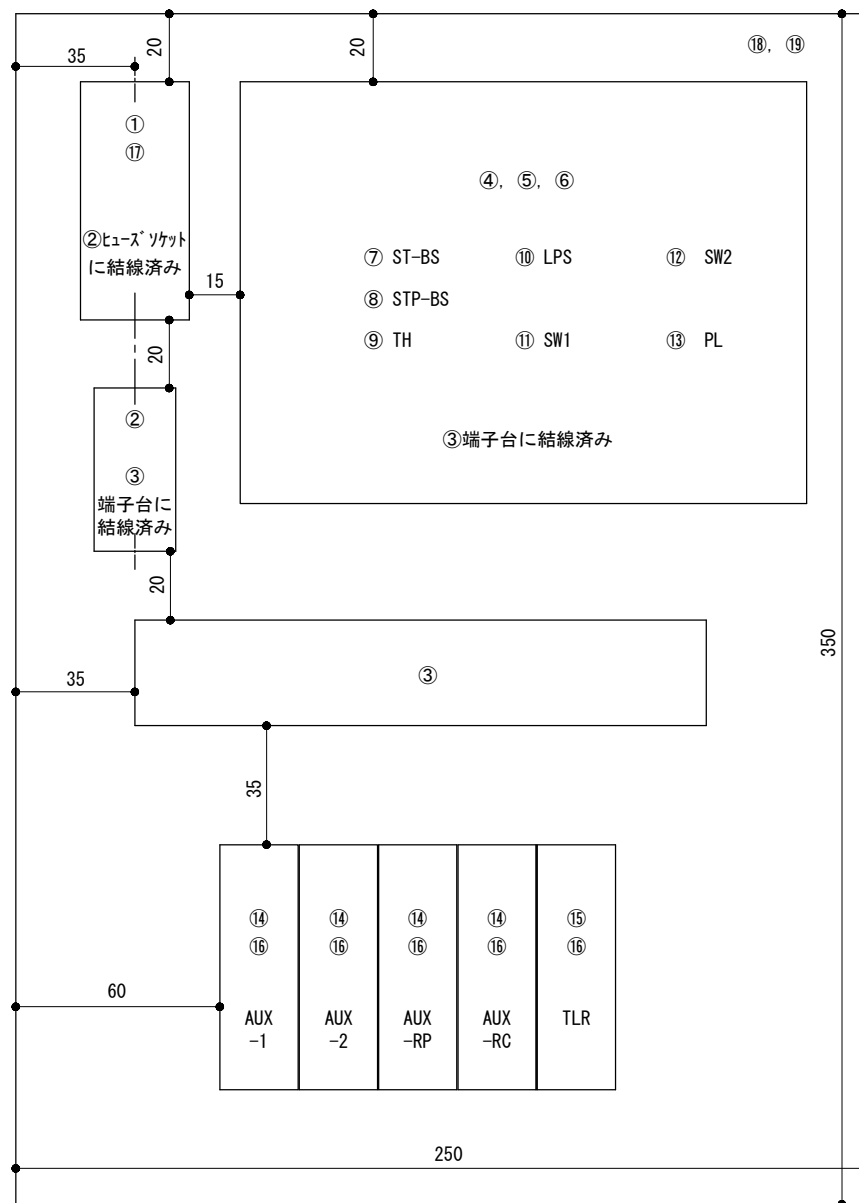 20
20
⑱, ⑲
35
①
⑰
②ﾋｭｰｽﾞｿｹｯﾄ
に結線済み
④, ⑤, ⑥
⑦ ST-BS
⑩ LPS
⑫ SW2
15
⑧ STP-BS
⑨ TH
⑪ SW1
⑬ PL
20
②
③端子台に結線済み
③
端子台に
結線済み
20
350
35
③
35
⑭
⑯
AUX
-1
⑭
⑯
AUX
-2
⑭
⑯
AUX
-RP
⑭
⑯
AUX
-RC
⑮
⑯
TLR
60
250